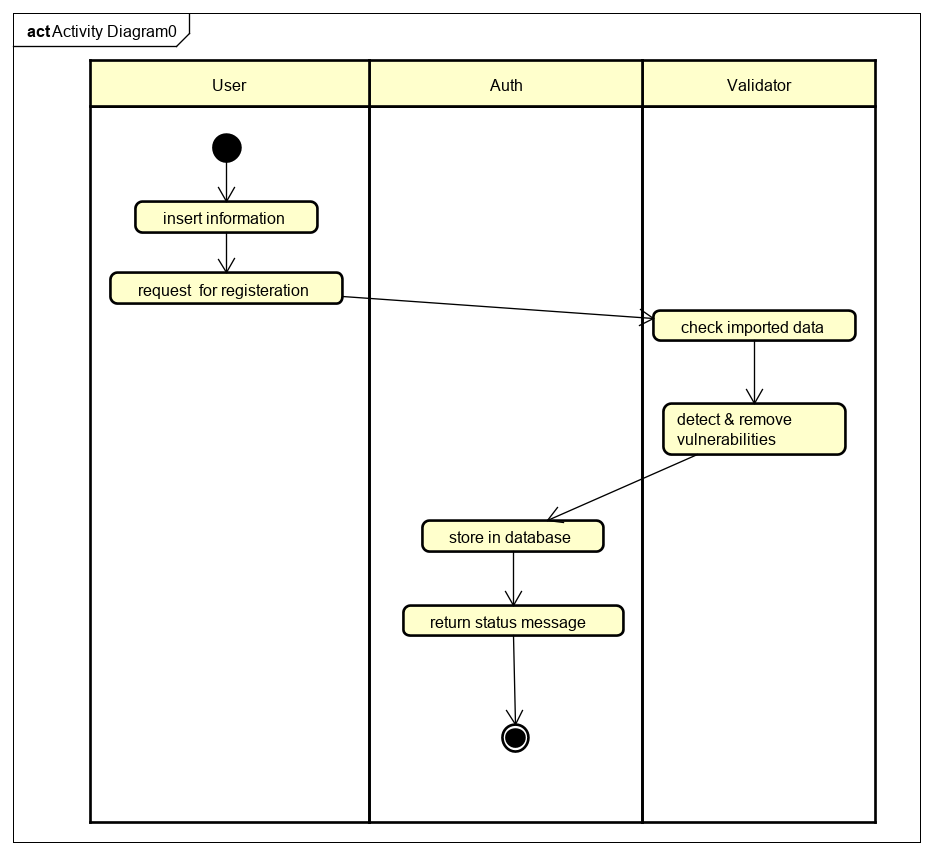 act Activity Diagram0
User Auth Validator
insert information
request for registeration
check imported data
detect & remove
vulnerabilities
store in database
return status message